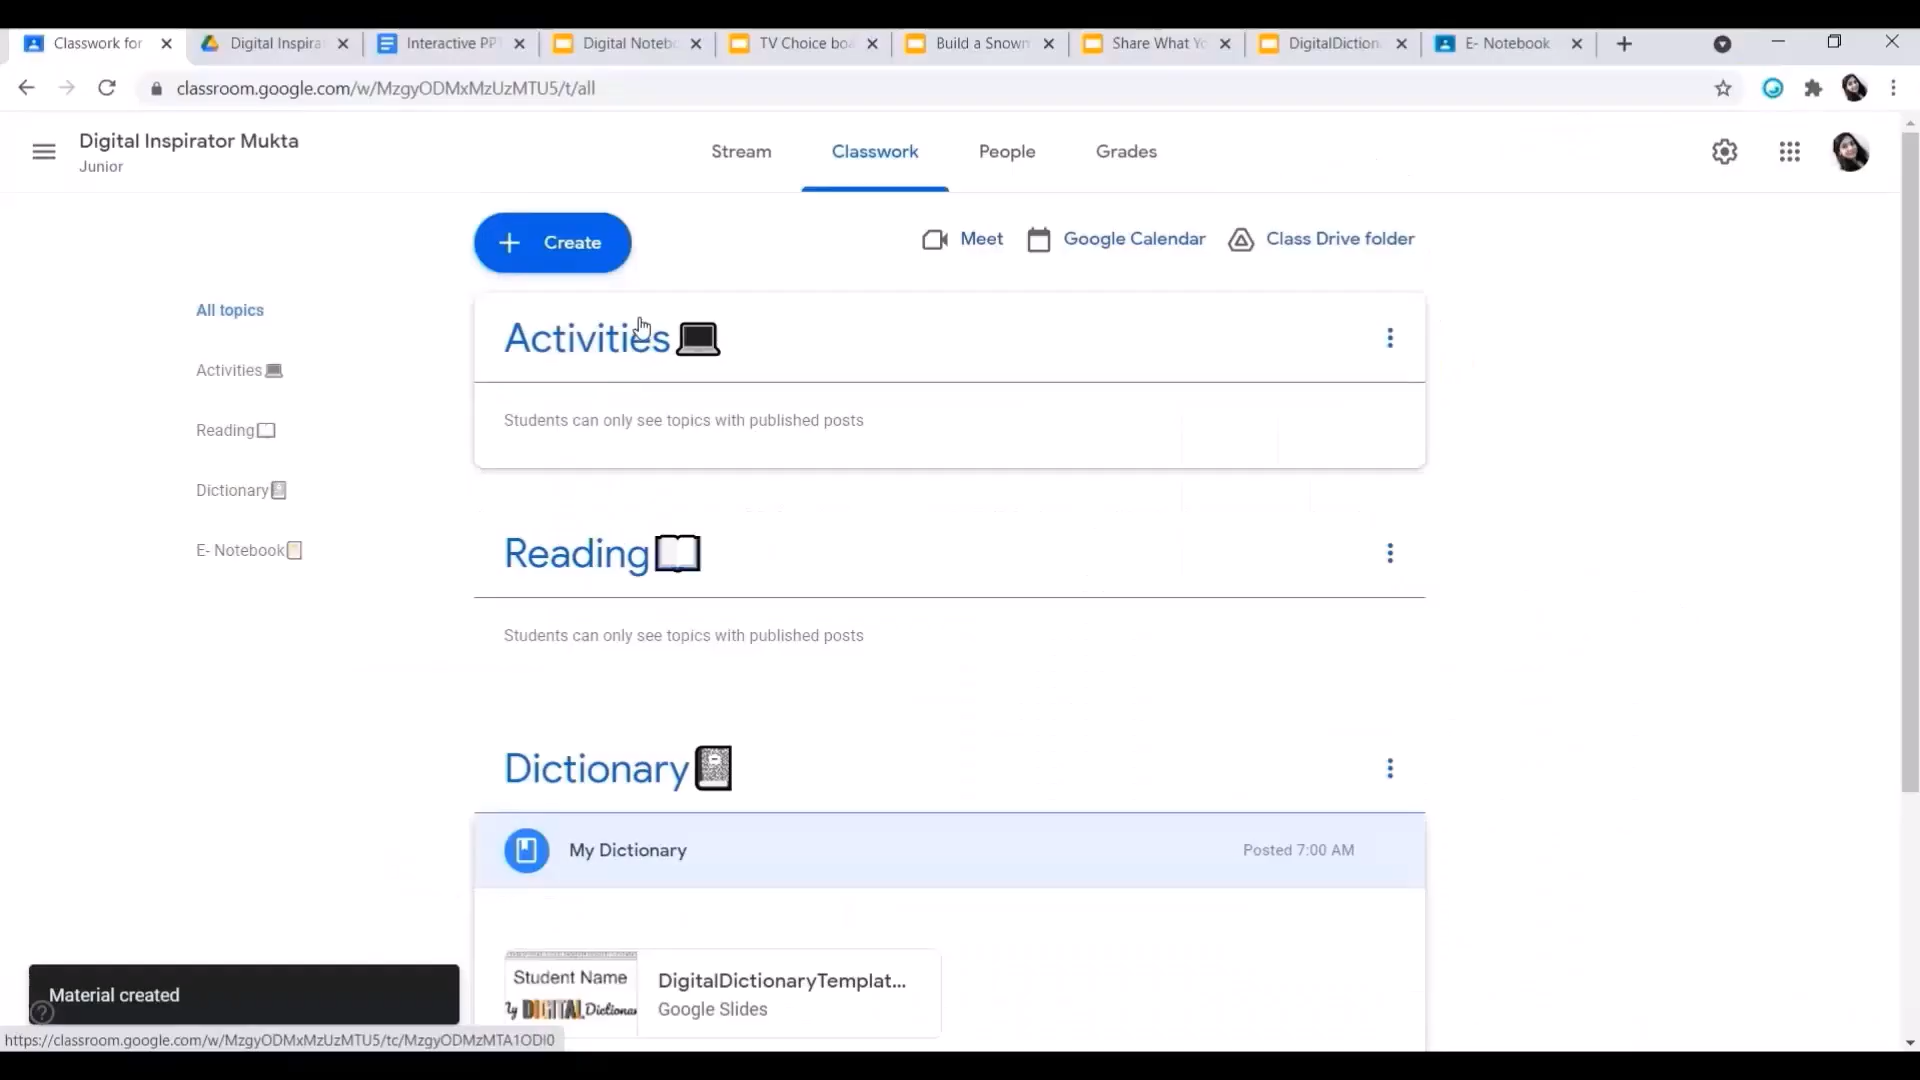 Classwork for
Digital Inspira
Interactive PP
Digital Noteb
TV Choice bo
Build a Snown
Share What Yo
DigitalDiction
E- Notebook
classroom.google.com/w/MzgyODMxMzUzMTU5/t/all
Digital Inspirator Mukta
Junior
Stream
Classwork
People
Grades
Create
Meet
Google Calendar
Class Drive folder
All topics
Activities
Reading
Dictionary
E- Notebook
Activities
Students can only see topics with published posts
Reading
Students can only see topics with published posts
Dictionary
My Dictionary
Posted 7:00 AM
Student Name
DIGITAL Dictionar
DigitalDictionaryTemplat...
Google Slides
Material created
https://classroom.google.com/w/MzgyODMxMzUzMTU5/tc/MzgyODMzMTA1ODI0